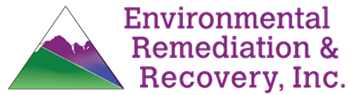 Environmental
Remediation &
Recovery, Inc.